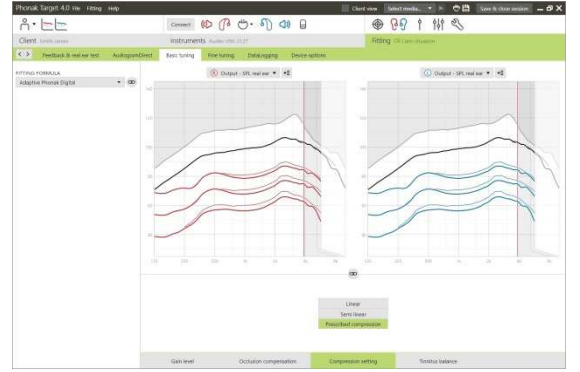 Phonak Target 4.0 File Fitting Help
Client view Select media... Save & close session
Connect
Client Instruments Fitting
Feedback & real ear test AudiogramDirect Basic tuning Fine tuning DataLogging Device options
FITTING FORMULA
Adaptive Phonak Digital
Output - SPL real ear
Output - SPL real ear
Linear
Semi linear
Prescribed compression
Gain level Occlusion compensation Compression setting Tinnitus balance